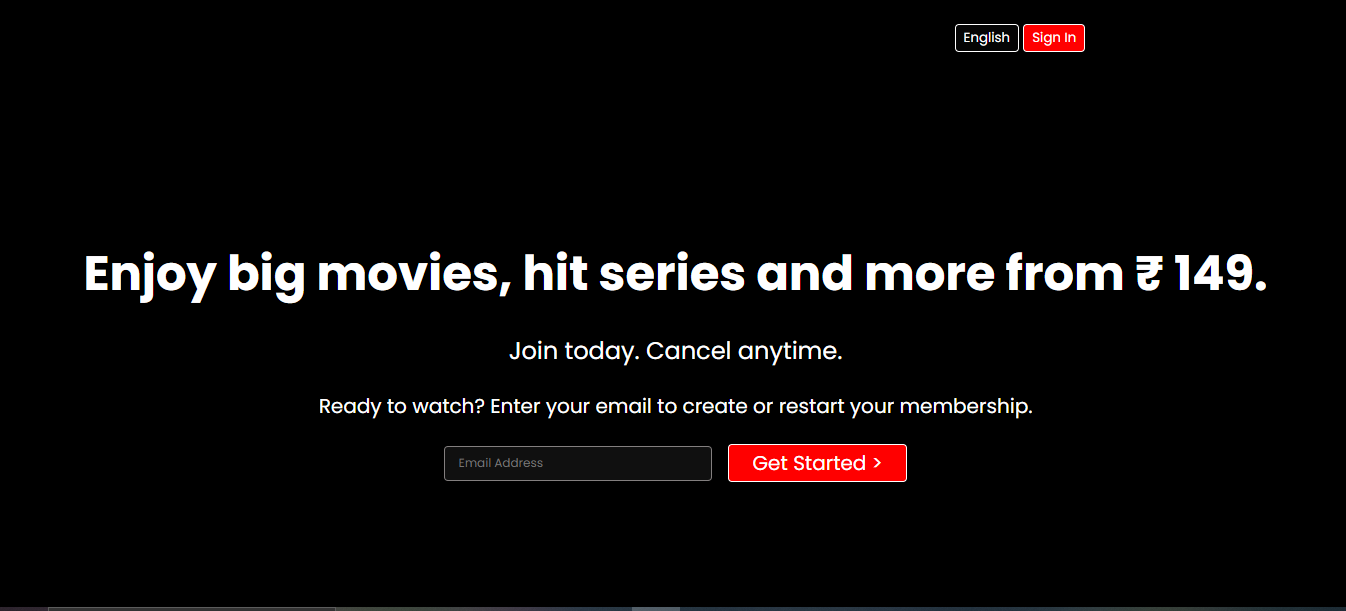 English Sign In
Enjoy big movies, hit series and more from ₹ 149.
Join today. Cancel anytime.
Ready to watch? Enter your email to create or restart your membership.
Email Address Get Started >